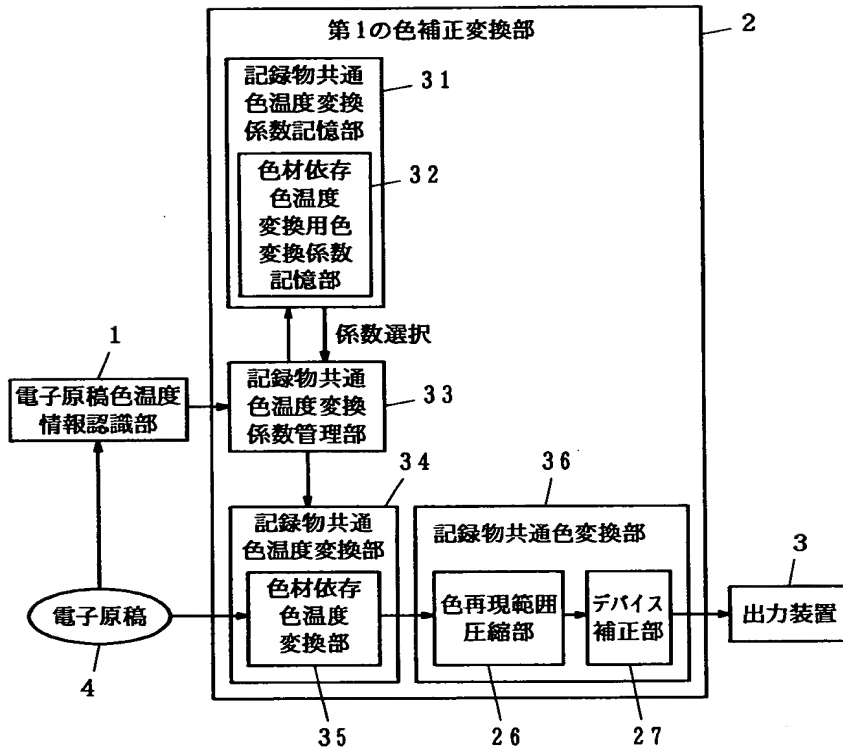 第1の色補正変換部
2
記録物共通
色温度変換
係数記憶部
31
色材依存
色温度
変換用色
変換係数
記憶部
32
係数選択
1
電子原稿色温度
情報認識部
記録物共通
色温度変換
係数管理部
33
34
記録物共通
色温度変換部
色材依存
色温度
変換部
35
36
記録物共通色変換部
色再現範囲
圧縮部
26
デバイス
補正部
27
3
出力装置
電子原稿
4